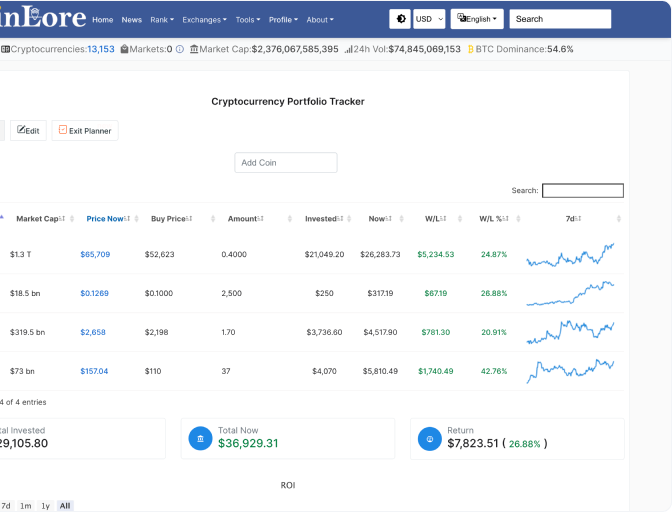 inLore Home News Rank Exchanges Tools Profile About USD English Search
Cryptocurrencies:13,153 Markets:0 Market Cap:$2,376,067,585,395 24h Vol:$74,845,069,153 BTC Dominance:54.6%
Cryptocurrency Portfolio Tracker
Edit Exit Planner
Add Coin
Search:
Market Cap Price Now Buy Price Amount Invested Now W/L W/L % 7d
$1.3 T $65,709 $52,623 0.4000 $21,049.20 $26,283.73 $5,234.53 24.87%
$18.5 bn $0.1269 $0.1000 2,500 $250 $317.19 $67.19 26.88%
$319.5 bn $2,658 $2,198 1.70 $3,736.60 $4,517.90 $781.30 20.91%
$73 bn $157.04 $110 37 $4,070 $5,810.49 $1,740.49 42.76%
4 of 4 entries
tal Invested Total Now Return
29,105.80 $36,929.31 $7,823.51 ( 26.88% )
ROI
7d 1m 1y All